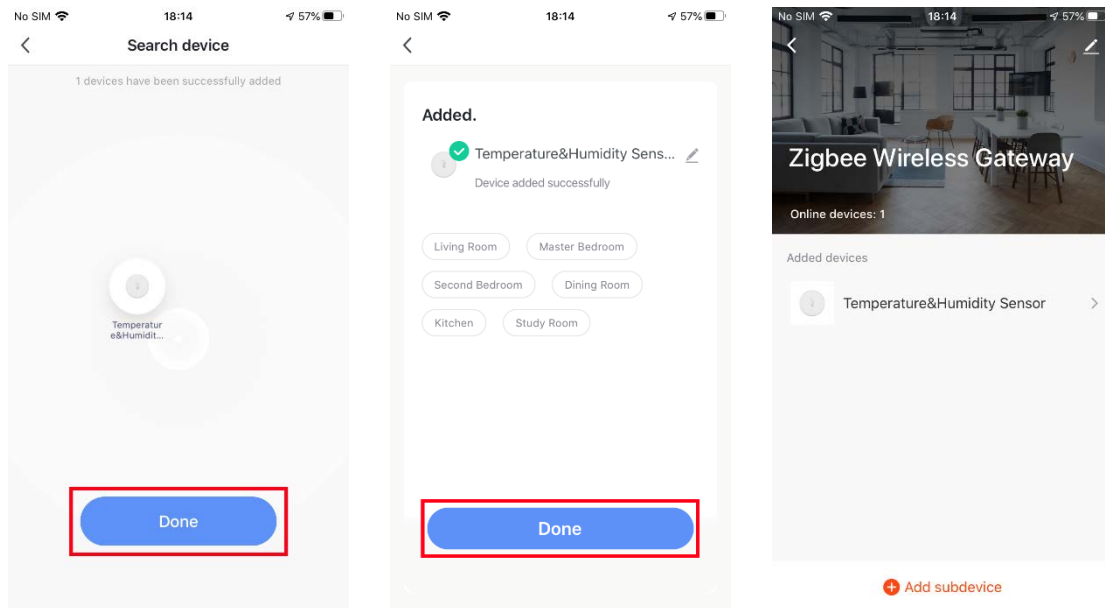 No SIM 18:14 57%
Search device
1 devices have been successfully added
Temperatur
e&Humidit...
Done
No SIM 18:14 57%
Added.
Temperature&Humidity Sens...
Device added successfully
Living Room Master Bedroom
Second Bedroom Dining Room
Kitchen Study Room
Done
No SIM 18:14 57%
Zigbee Wireless Gateway
Online devices: 1
Added devices
Temperature&Humidity Sensor
Add subdevice